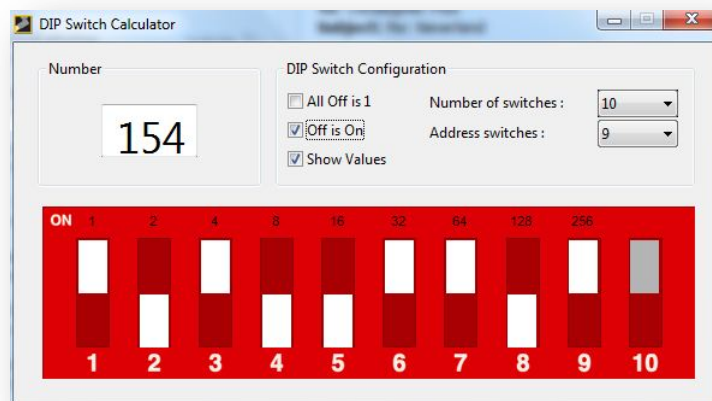 DIP Switch Calculator
Number
154
DIP Switch Configuration
All Off is 1
Number of switches :
10
Off is On
Address switches :
9
Show Values
ON 1 2 4 8 16 32 64 128 256
1 2 3 4 5 6 7 8 9 10